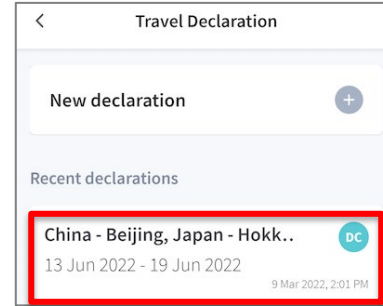 Travel Declaration
New declaration
Recent declarations
China - Beijing, Japan - Hokk..
DC
13 Jun 2022 - 19 Jun 2022
9 Mar 2022, 2:01 PM